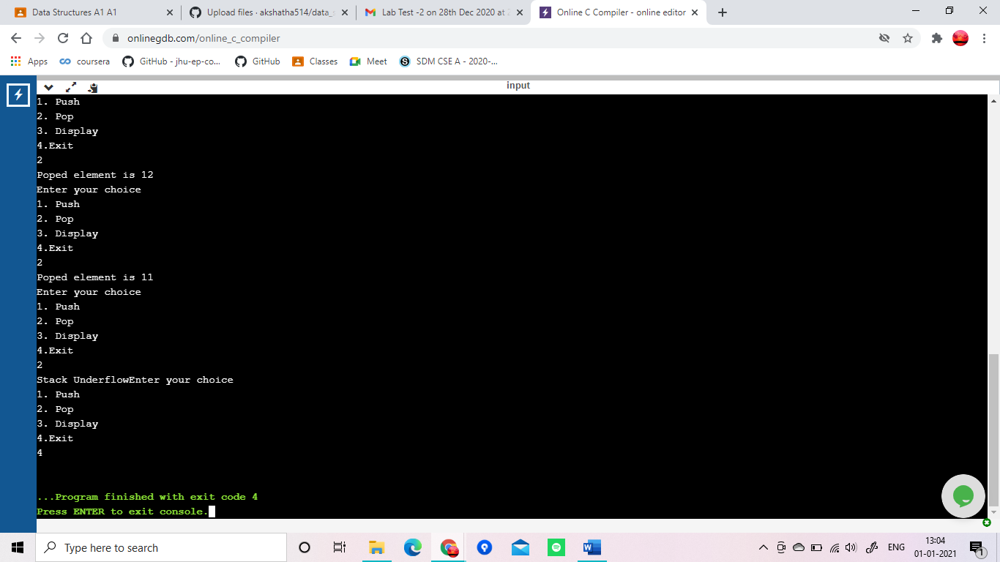 Data Structures A1 A1
Upload files · akshatha514/data_s
Lab Test -2 on 28th Dec 2020 at
Online C Compiler - online editor
onlinegdb.com/online_c_compiler
Apps
coursera
GitHub - jhu-ep-co...
GitHub
Classes
Meet
SDM CSE A - 2020-...
input
1. Push
2. Pop
3. Display
4.Exit
2
Poped element is 12
Enter your choice
1. Push
2. Pop
3. Display
4.Exit
2
Poped element is 11
Enter your choice
1. Push
2. Pop
3. Display
4.Exit
2
Stack UnderflowEnter your choice
1. Push
2. Pop
3. Display
4.Exit
4
...Program finished with exit code 4
Press ENTER to exit console.
Type here to search
ENG
13:04
01-01-2021
1